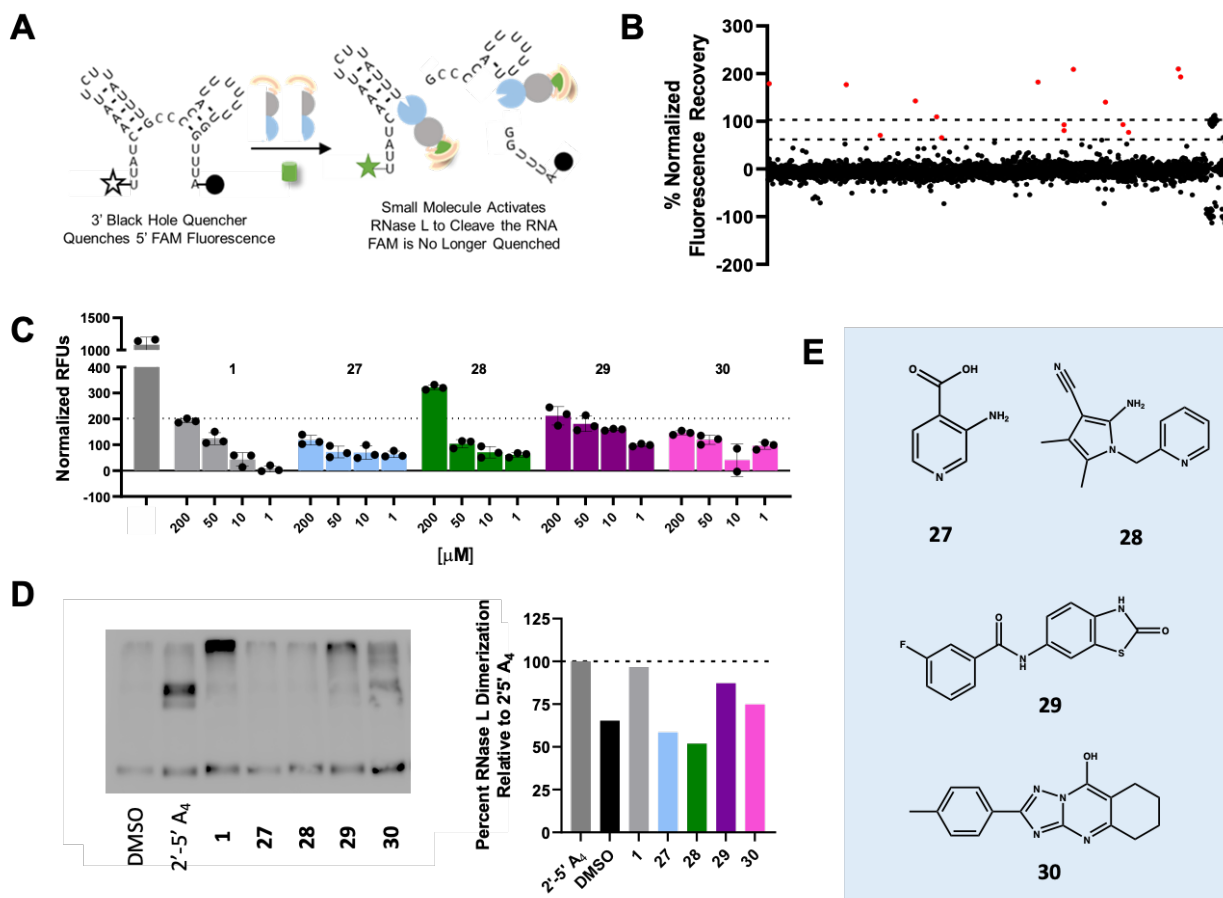 A
3' Black Hole Quencher
Quenches 5' FAM Fluorescence
Small Molecule Activates
RNase L to Cleave the RNA
FAM is No Longer Quenched
B
% Normalized
Fluorescence Recovery
300
200
100
0
-100
-200
C
Normalized RFUs
1500
1000
400
300
200
100
0
-100
1 27 28 29 30
200 50 10 1 200 50 10 1 200 50 10 1 200 50 10 1 200 50 10 1
[μM]
D
DMSO
2'-5' A4
1
27
28
29
30
Percent RNase L Dimerization
Relative to 2'5' A4
125
100
75
50
25
0
2'-5' A4
DMSO
1
27
28
29
30
E
O
OH
NH2
N
27
N
NH2
N
N
28
F
O
N
H
H
N
O
S
29
OH
N
N
N
N
N
30